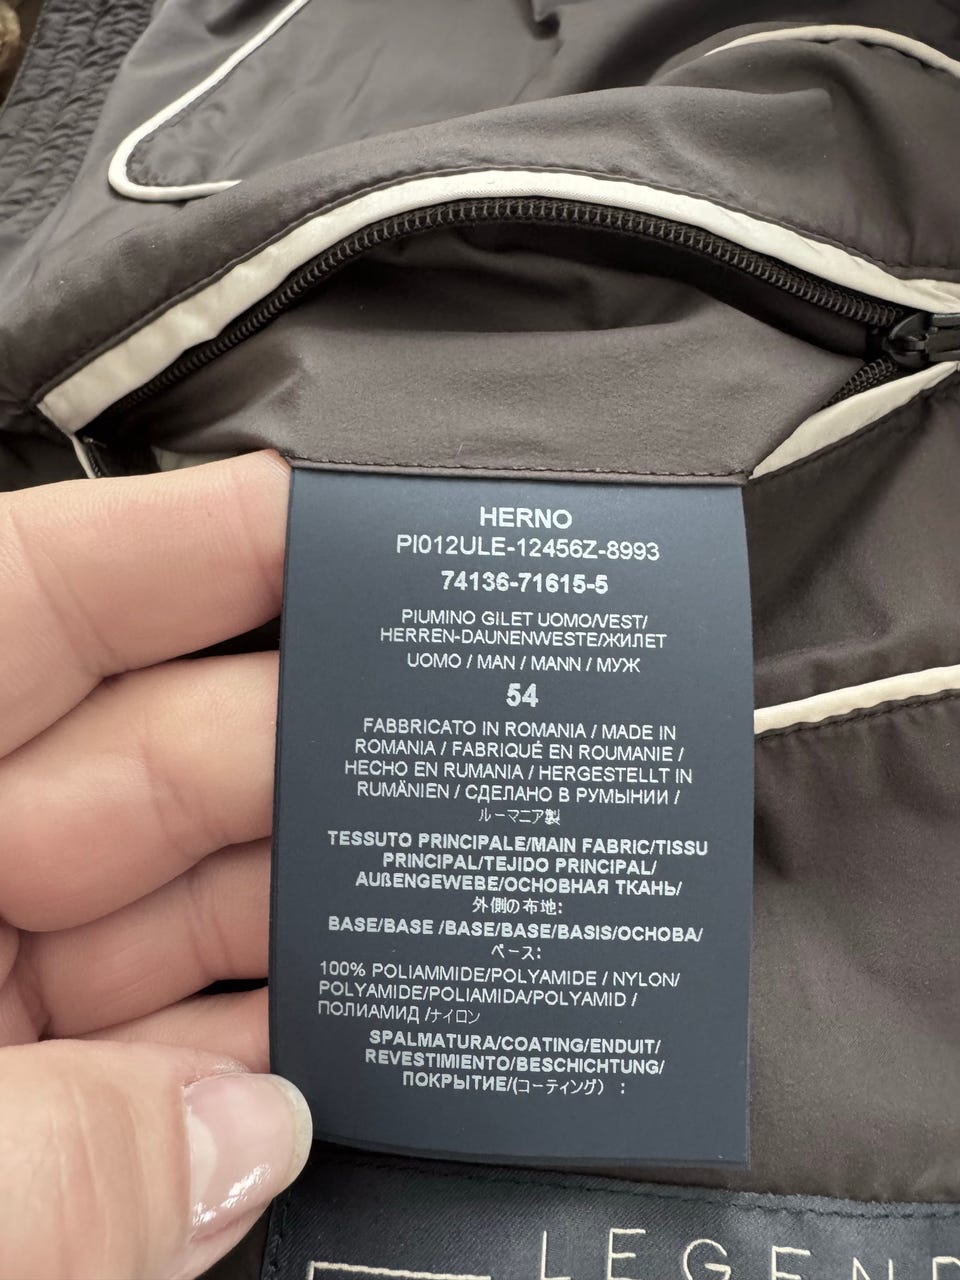 HERNO
PI012ULE-12456Z-8993
74136-71615-5
PIUMINO GILET UOMO/VEST/
HERREN-DAUNENWESTE/ЖИЛЕТ
UOMO / MAN / MANN / МУЖ
54
FABBRICATO IN ROMANIA / MADE IN
ROMANIA / FABRIQUÉ EN ROUMANIE /
HECHO EN RUMANIA / HERGESTELLT IN
RUMÄNIEN / СДЕЛАНО В РУМЫНИИ /
ルーマニア製
TESSUTO PRINCIPALE/MAIN FABRIC/TISSU
PRINCIPAL/TEJIDO PRINCIPAL/
AUßENGEWEBE/ОСНОВНАЯ ТКАНЬ/
外側の布地:
BASE/BASE /BASE/BASE/BASIS/ОСНОВА/
ベース:
100% POLIAMMIDE/POLYAMIDE / NYLON/
POLYAMIDE/POLIAMIDA/POLYAMID /
ПОЛИАМИД /ナイロン
SPALMATURA/COATING/ENDUIT/
REVESTIMIENTO/BESCHICHTUNG/
ПОКРЫТИЕ/(コーティング) :
LEGEND